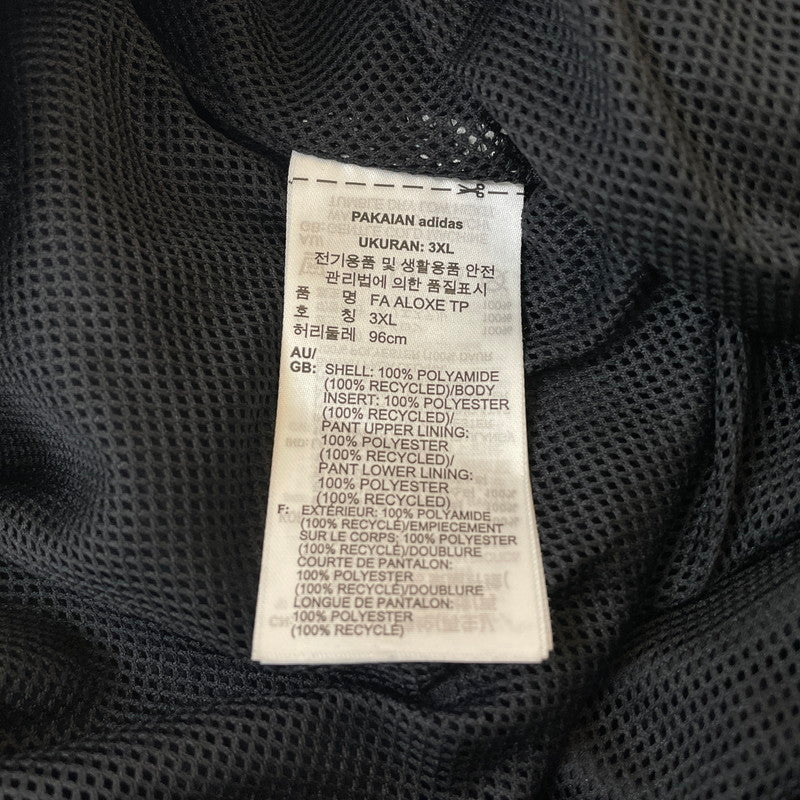 PAKAIAN adidas
UKURAN: 3XL
전기용품 및 생활용품 안전
관리법에 의한 품질표시
품 명 FA ALOXE TP
호 칭 3XL
허리둘레 96cm
AU/
GB: SHELL: 100% POLYAMIDE
(100% RECYCLED)/BODY
INSERT: 100% POLYESTER
(100% RECYCLED)/
PANT UPPER LINING:
100% POLYESTER
(100% RECYCLED)/
PANT LOWER LINING:
100% POLYESTER
(100% RECYCLED)
F: EXTÉRIEUR: 100% POLYAMIDE
(100% RECYCLÉ)/EMPIECEMENT
SUR LE CORPS; 100% POLYESTER
(100% RECYCLÉ)/DOUBLURE
COURTE DE PANTALON:
100% POLYESTER
(100% RECYCLÉ)/DOUBLURE
LONGUE DE PANTALON:
100% POLYESTER
(100% RECYCLÉ)